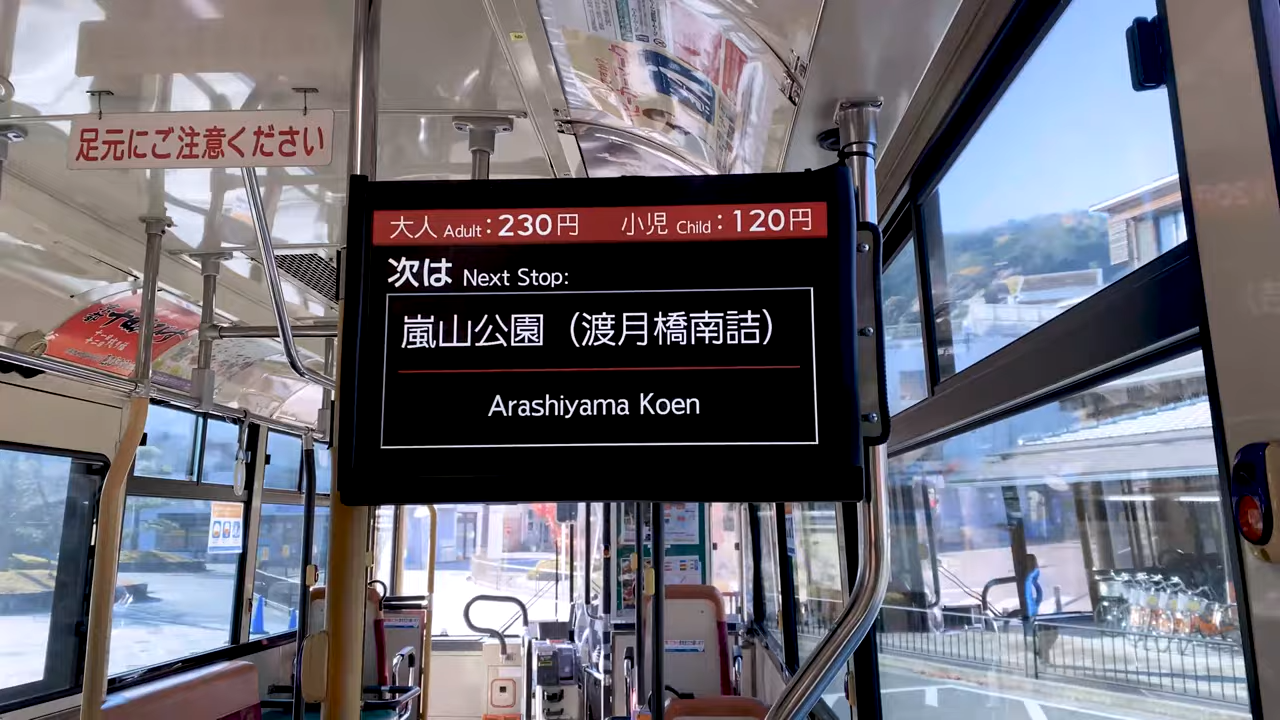 足元にご注意ください
大人 Adult：230円 小児 Child：120円
次は Next Stop:
嵐山公園（渡月橋南詰）
Arashiyama Koen